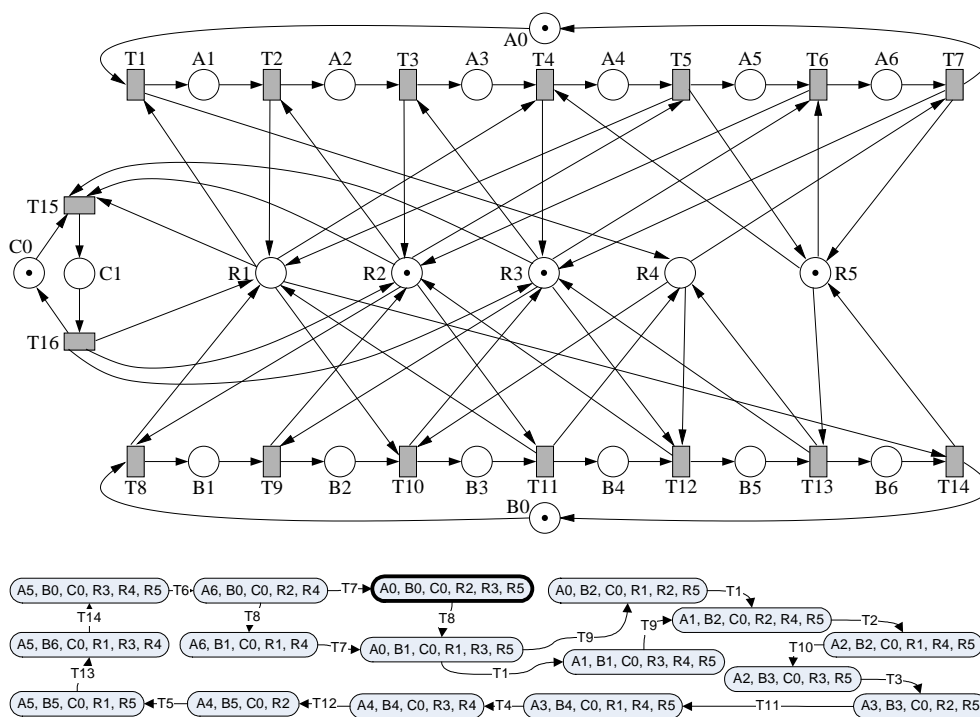 A0
T1 A1 T2 A2 T3 A3 T4 A4 T5 A5 T6 A6 T7
T15
C0
C1 R1 R2 R3 R4 R5
T16
T8 B1 T9 B2 T10 B3 T11 B4 T12 B5 T13 B6 T14
B0
A5, B0, C0, R3, R4, R5 T6 A6, B0, C0, R2, R4 T7 A0, B0, C0, R2, R3, R5 A0, B2, C0, R1, R2, R5 T1
T14 T8 T8 T9 T9 A1, B2, C0, R2, R4, R5 T2
A5, B6, C0, R1, R3, R4 A6, B1, C0, R1, R4 T7 A0, B1, C0, R1, R3, R5 T10 A2, B2, C0, R1, R4, R5
T13 T1 A1, B1, C0, R3, R4, R5 A2, B3, C0, R3, R5 T3
A5, B5, C0, R1, R5 T5 A4, B5, C0, R2 T12 A4, B4, C0, R3, R4 T4 A3, B4, C0, R1, R4, R5 T11 A3, B3, C0, R2, R5